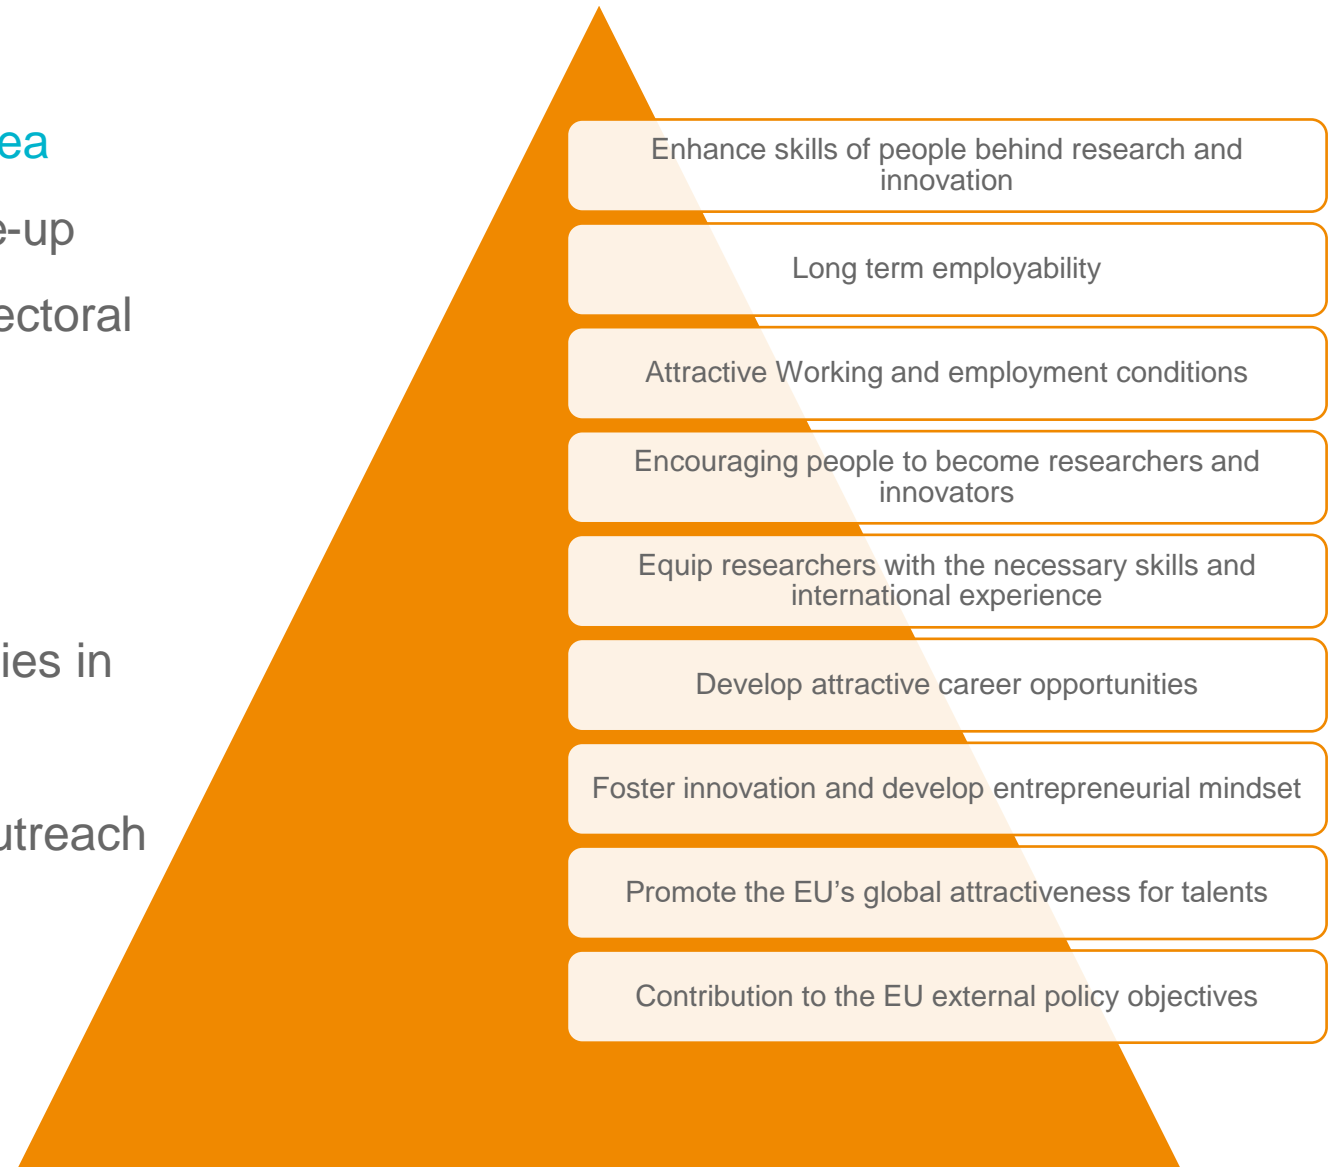 ea
e-up
ectoral
ies in
utreach
Enhance skills of people behind research and
innovation
Long term employability
Attractive Working and employment conditions
Encouraging people to become researchers and
innovators
Equip researchers with the necessary skills and
international experience
Develop attractive career opportunities
Foster innovation and develop entrepreneurial mindset
Promote the EU’s global attractiveness for talents
Contribution to the EU external policy objectives